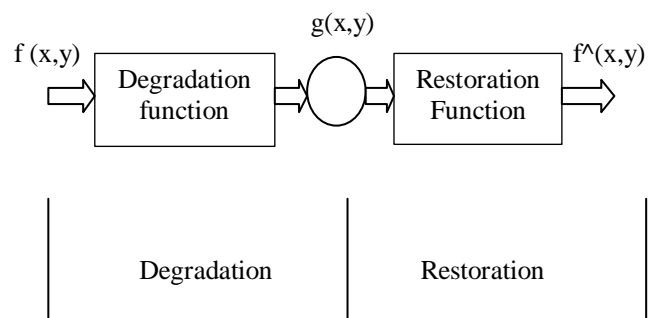 g(x,y)
f (x,y)
f^(x,y)
Degradation
function
Restoration
Function
Degradation
Restoration